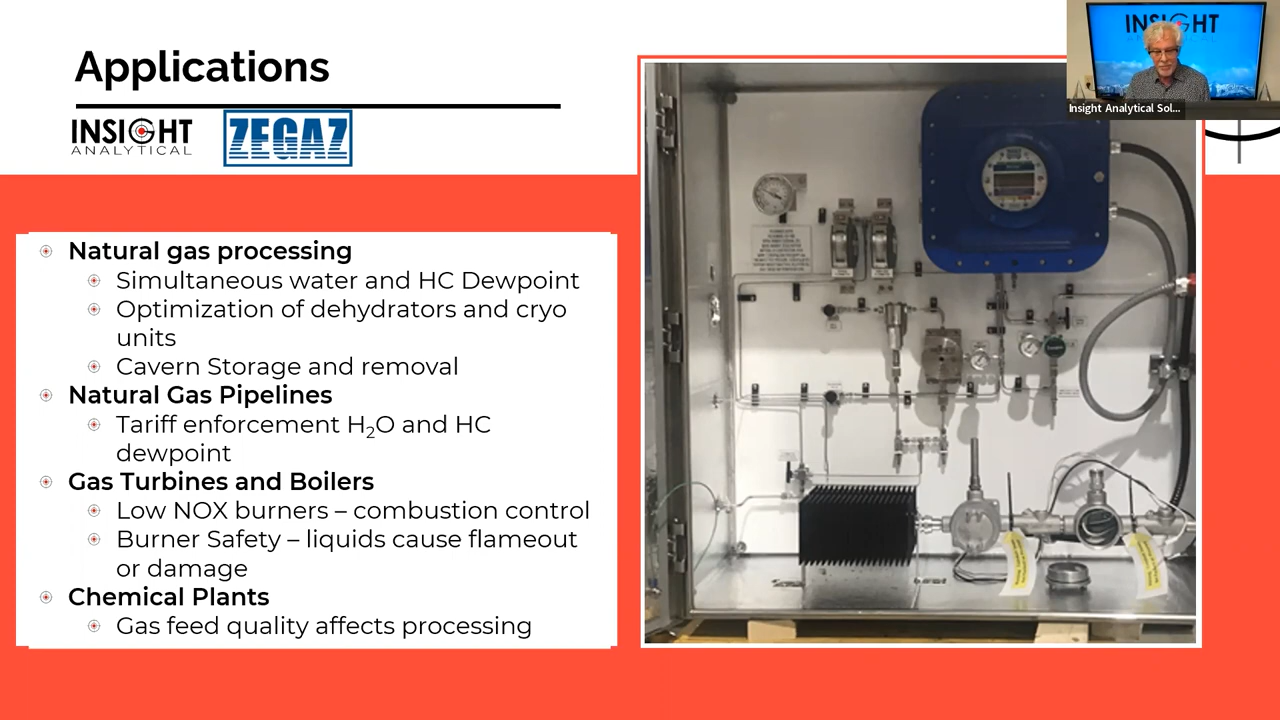 Applications
INSIGHT
ANALYTICAL
ZEGAZ
INSIGHT
Insight Analytical Sol...
Natural gas processing
Simultaneous water and HC Dewpoint
Optimization of dehydrators and cryo
units
Cavern Storage and removal
Natural Gas Pipelines
Tariff enforcement H₂O and HC
dewpoint
Gas Turbines and Boilers
Low NOX burners – combustion control
Burner Safety – liquids cause flameout
or damage
Chemical Plants
Gas feed quality affects processing